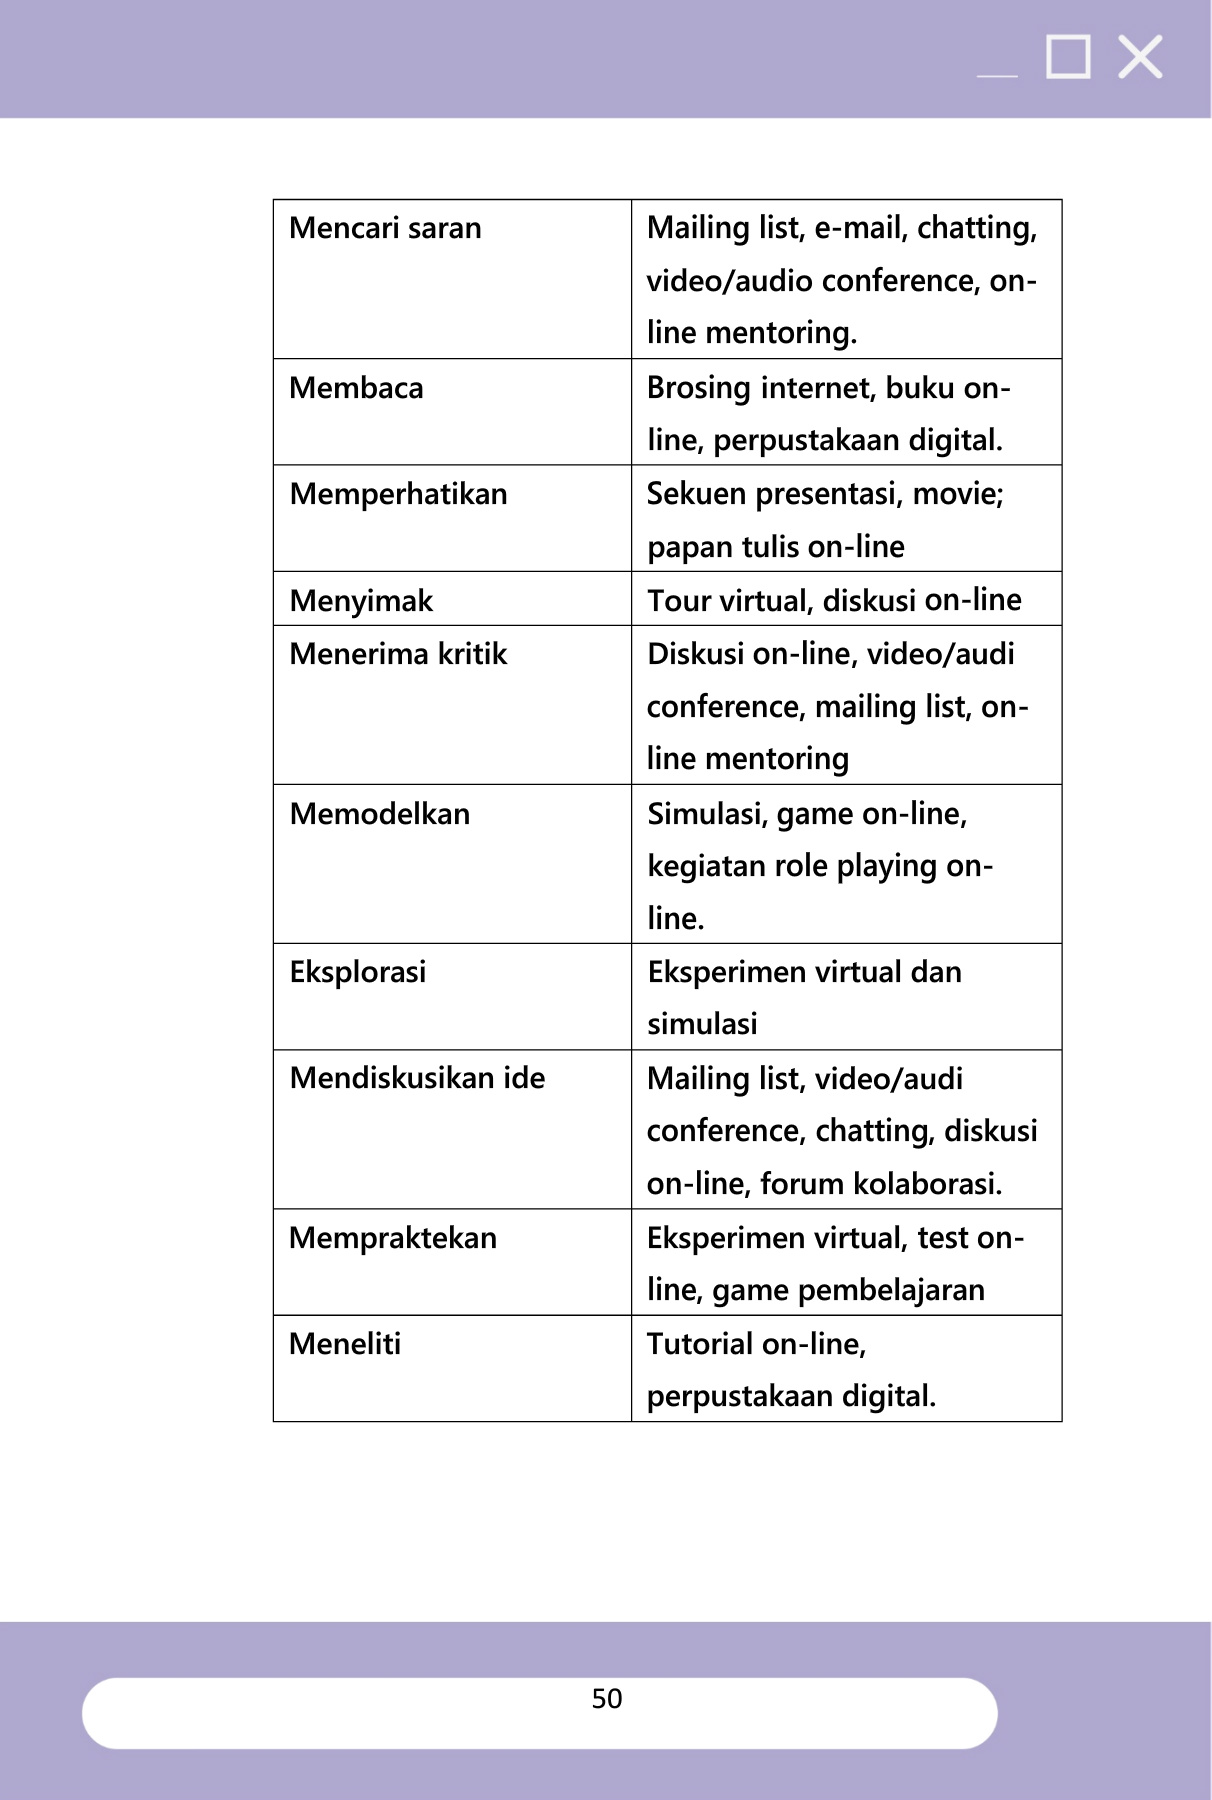 Mencari saran
Mailing list, e-mail, chatting,
video/audio conference, on-
line mentoring.
Membaca
Brosing internet, buku on-
line, perpustakaan digital.
Memperhatikan
Sekuen presentasi, movie;
papan tulis on-line
Menyimak
Tour virtual, diskusi on-line
Menerima kritik
Diskusi on-line, video/audi
conference, mailing list, on-
line mentoring
Memodelkan
Simulasi, game on-line,
kegiatan role playing on-
line.
Eksplorasi
Eksperimen virtual dan
simulasi
Mendiskusikan ide
Mailing list, video/audi
conference, chatting, diskusi
on-line, forum kolaborasi.
Mempraktekan
Eksperimen virtual, test on-
line, game pembelajaran
Meneliti
Tutorial on-line,
perpustakaan digital.
50